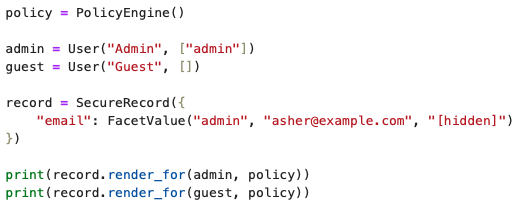 policy = PolicyEngine()
admin = User("Admin", ["admin"])
guest = User("Guest", [])
record = SecureRecord({
    "email": FacetValue("admin", "asher@example.com", "[hidden]")
})
print(record.render_for(admin, policy))
print(record.render_for(guest, policy))